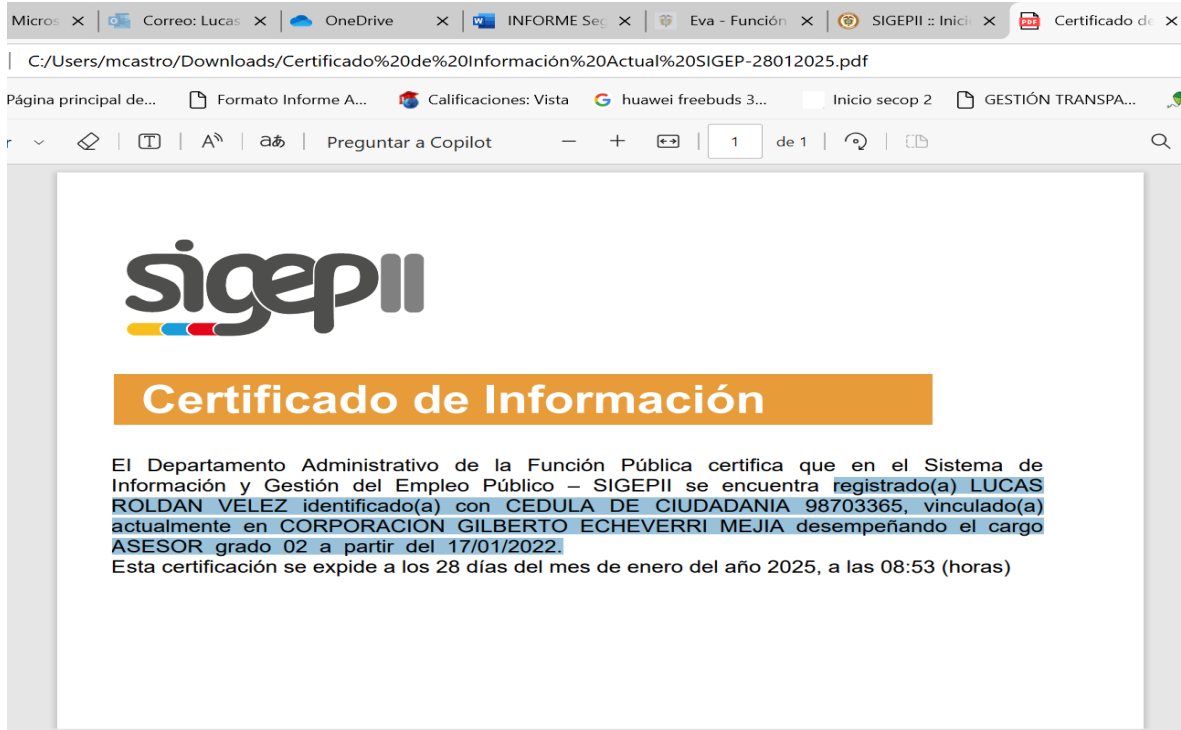 Micros Correo: Lucas OneDrive INFORME Seg Eva - Función SIGEPII :: Inici Certificado de
C:/Users/mcastro/Downloads/Certificado%20de%20Información%20Actual%20SIGEP-28012025.pdf
Página principal de... Formato Informe A... Calificaciones: Vista huawei freebuds 3... Inicio secop 2 GESTIÓN TRANSPA...
r Preguntar a Copilot 1 de 1
sigepII
Certificado de Información
El Departamento Administrativo de la Función Pública certifica que en el Sistema de
Información y Gestión del Empleo Público – SIGEPII se encuentra registrado(a) LUCAS
ROLDAN VELEZ identificado(a) con CEDULA DE CIUDADANIA 98703365, vinculado(a)
actualmente en CORPORACION GILBERTO ECHEVERRI MEJIA desempeñando el cargo
ASESOR grado 02 a partir del 17/01/2022.
Esta certificación se expide a los 28 días del mes de enero del año 2025, a las 08:53 (horas)